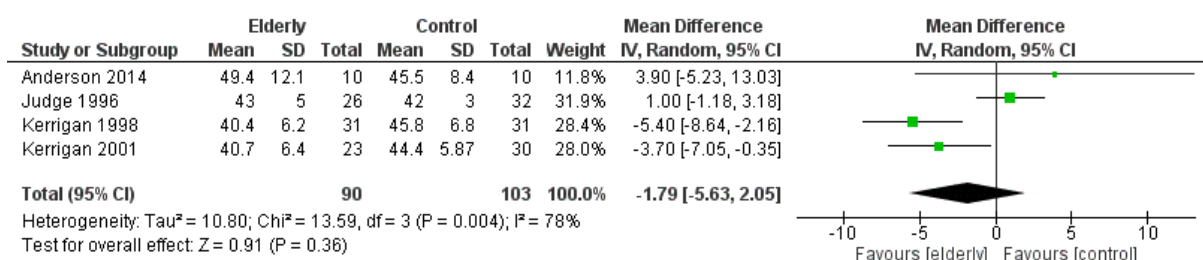 Elderly Control Mean Difference Mean Difference
Study or Subgroup Mean SD Total Mean SD Total Weight IV, Random, 95% CI IV, Random, 95% CI
Anderson 2014 49.4 12.1 10 45.5 8.4 10 11.8% 3.90 [-5.23, 13.03]
Judge 1996 43 5 26 42 3 32 31.9% 1.00 [-1.18, 3.18]
Kerrigan 1998 40.4 6.2 31 45.8 6.8 31 28.4% -5.40 [-8.64, -2.16]
Kerrigan 2001 40.7 6.4 23 44.4 5.87 30 28.0% -3.70 [-7.05, -0.35]
Total (95% CI) 90 103 100.0% -1.79 [-5.63, 2.05]
Heterogeneity: Tau² = 10.80; Chi² = 13.59, df = 3 (P = 0.004); I² = 78%
Test for overall effect: Z = 0.91 (P = 0.36)
-10 -5 0 5 10
Favours [elderly] Favours [control]